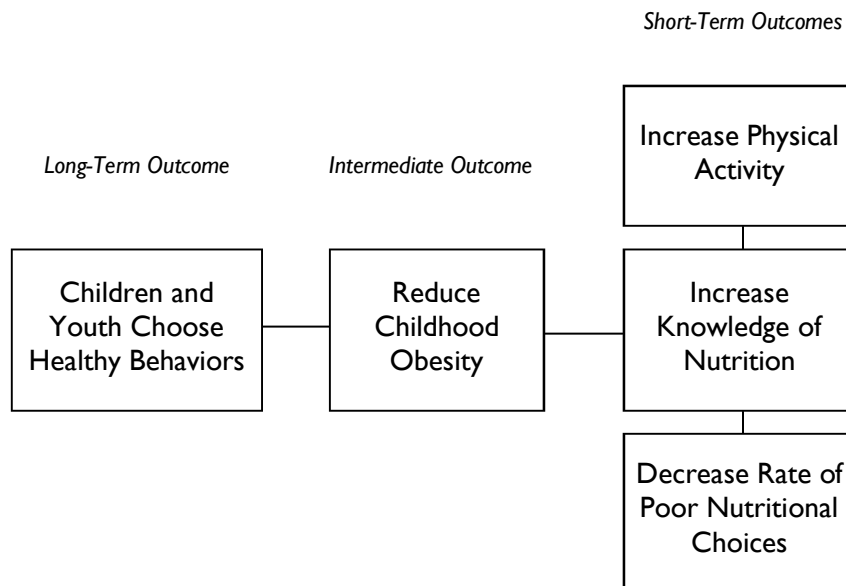 Short-Term Outcomes
Increase Physical
Activity
Long-Term Outcome
Intermediate Outcome
Children and
Youth Choose
Healthy Behaviors
Reduce
Childhood
Obesity
Increase
Knowledge of
Nutrition
Decrease Rate of
Poor Nutritional
Choices